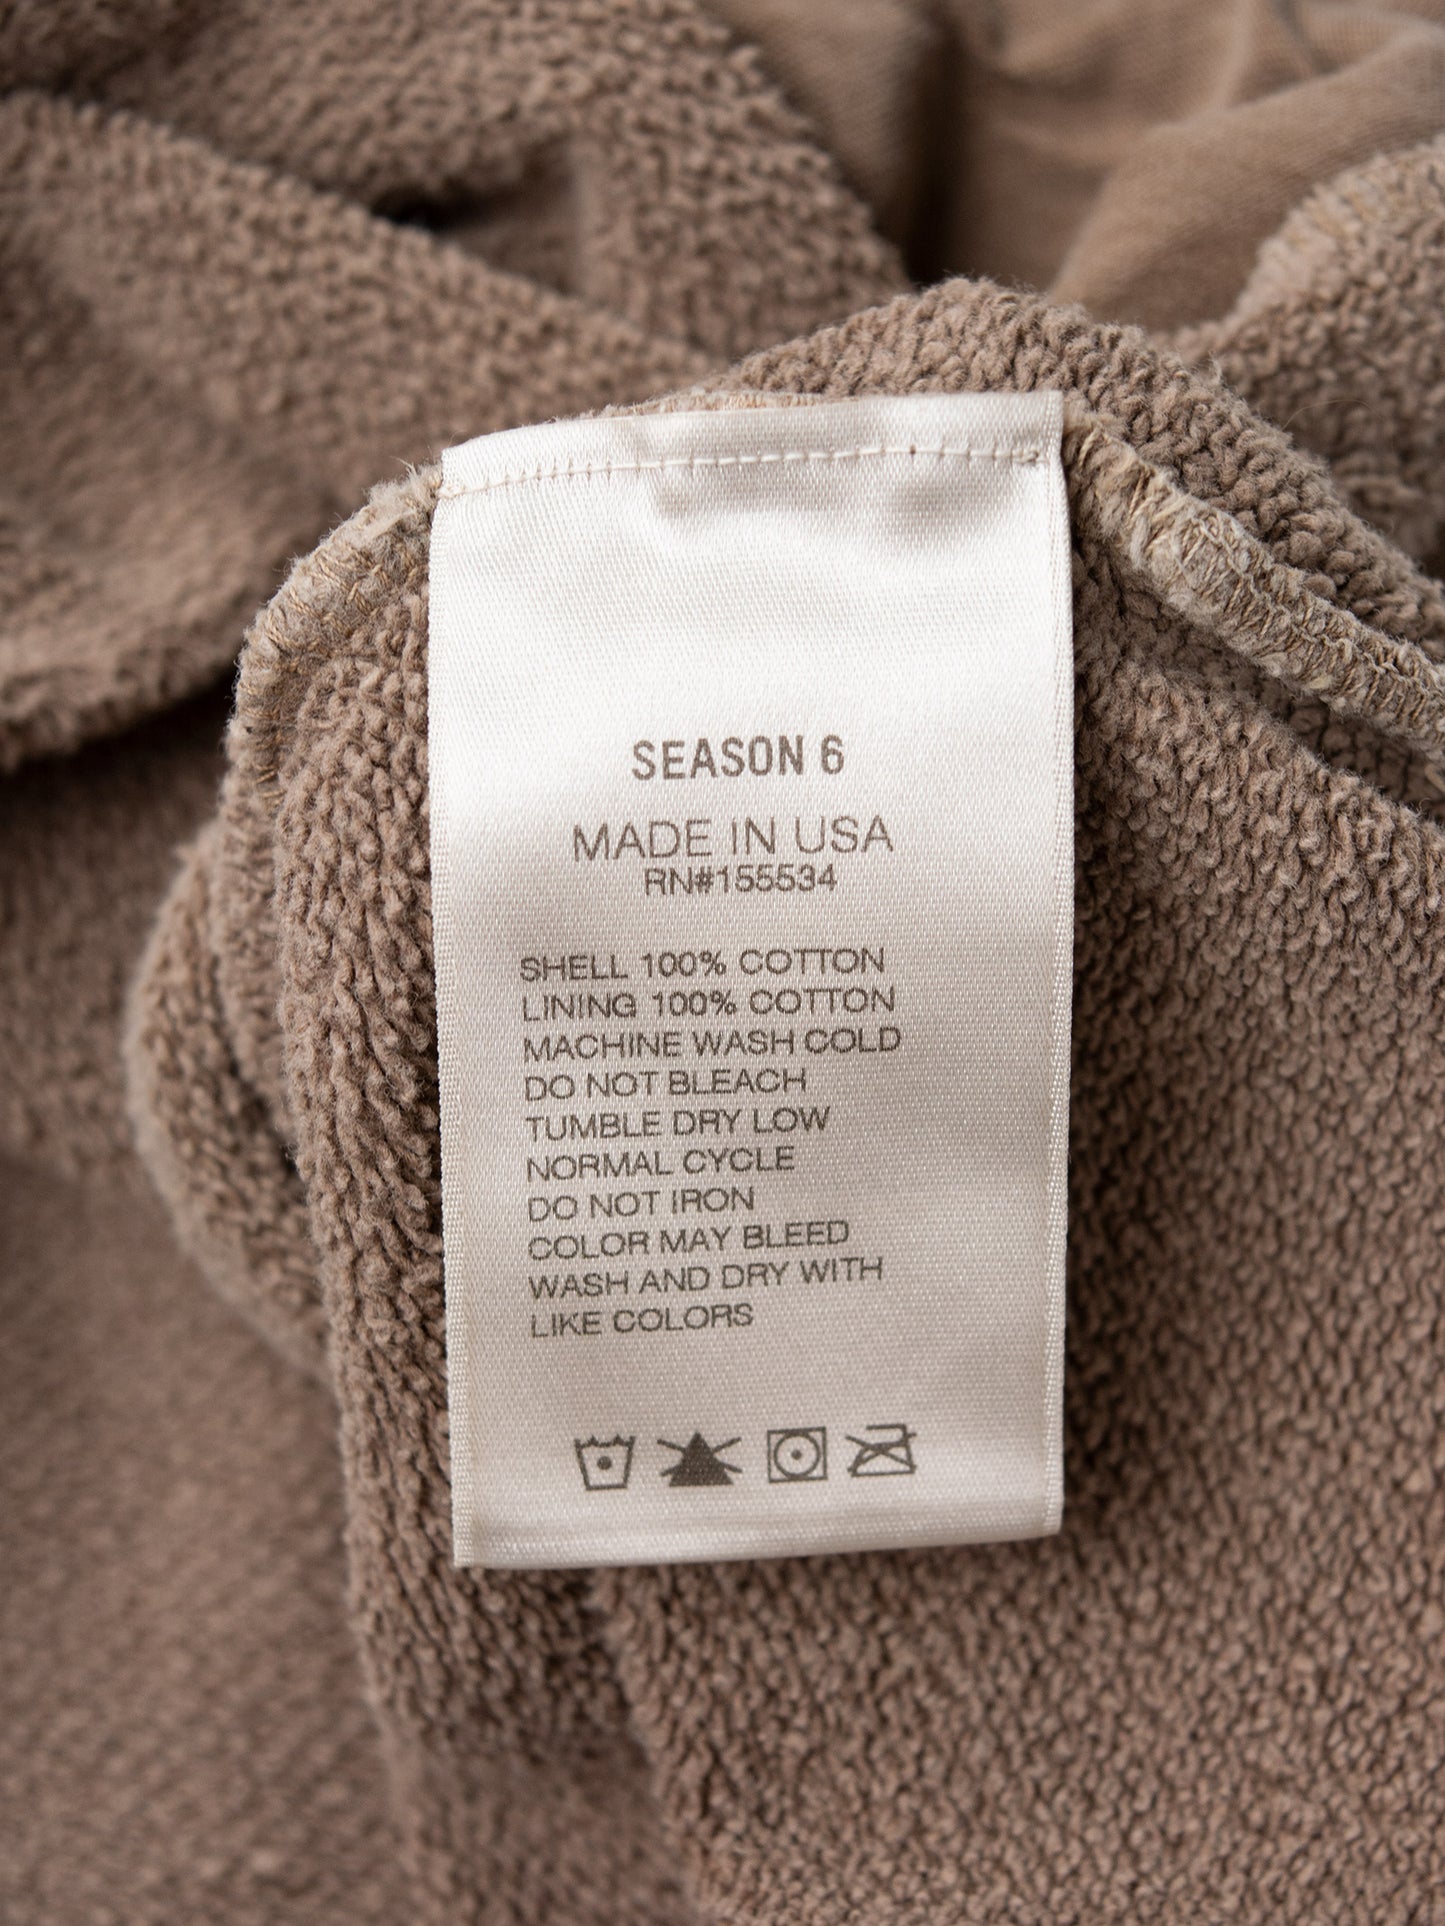 SEASON 6
MADE IN USA
RN#155534
SHELL 100% COTTON
LINING 100% COTTON
MACHINE WASH COLD
DO NOT BLEACH
TUMBLE DRY LOW
NORMAL CYCLE
DO NOT IRON
COLOR MAY BLEED
WASH AND DRY WITH
LIKE COLORS